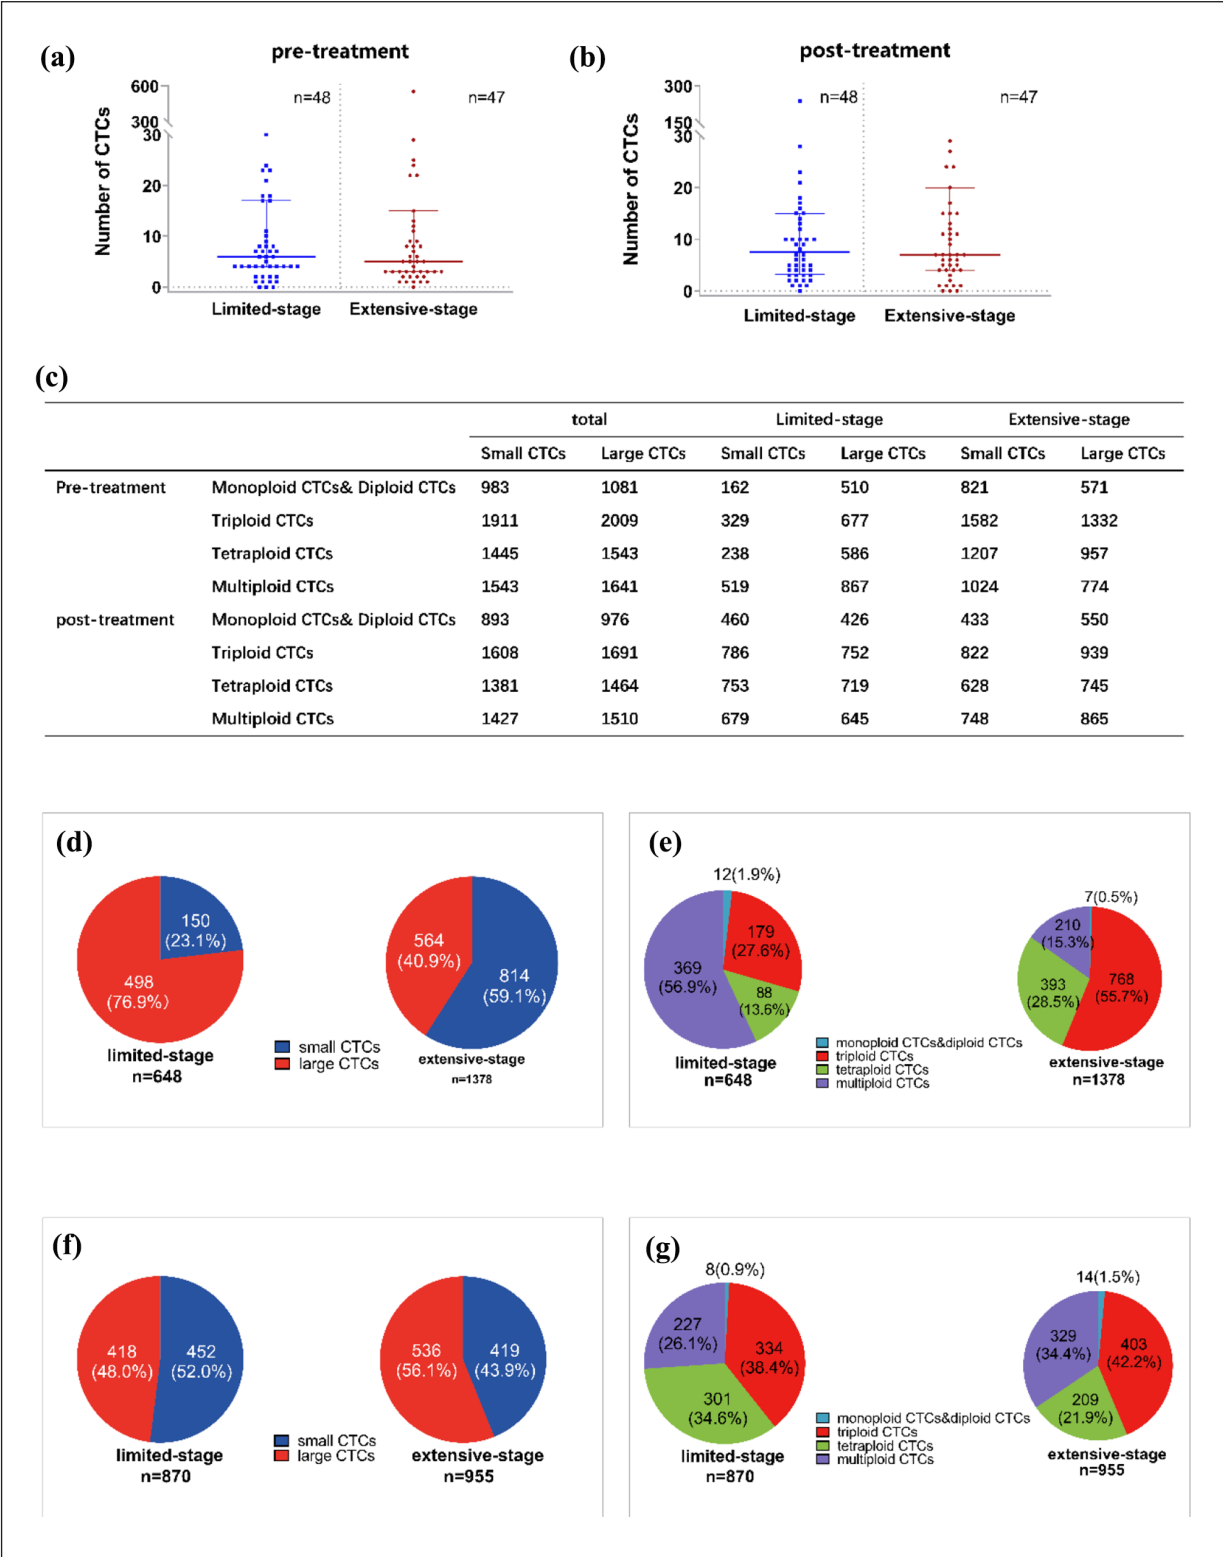 (a)
pre-treatment
Number of CTCs
600
300
30
20
10
0
n=48
n=47
Limited-stage
Extensive-stage
(b)
post-treatment
Number of CTCs
300
150
30
20
10
0
n=48
n=47
Limited-stage
Extensive-stage
(c)
total Limited-stage Extensive-stage
Small CTCs Large CTCs Small CTCs Large CTCs Small CTCs Large CTCs
Pre-treatment Monoploid CTCs& Diploid CTCs 983 1081 162 510 821 571
Triploid CTCs 1911 2009 329 677 1582 1332
Tetraploid CTCs 1445 1543 238 586 1207 957
Multiploid CTCs 1543 1641 519 867 1024 774
post-treatment Monoploid CTCs& Diploid CTCs 893 976 460 426 433 550
Triploid CTCs 1608 1691 786 752 822 939
Tetraploid CTCs 1381 1464 753 719 628 745
Multiploid CTCs 1427 1510 679 645 748 865
(d)
150
(23.1%)
498
(76.9%)
limited-stage
n=648
small CTCs
large CTCs
564
(40.9%)
814
(59.1%)
extensive-stage
n=1378
(e)
12(1.9%)
179
(27.6%)
369
(56.9%)
88
(13.6%)
limited-stage
n=648
monoploid CTCs&diploid CTCs
triploid CTCs
tetraploid CTCs
multiploid CTCs
7(0.5%)
210
(15.3%)
393
(28.5%)
768
(55.7%)
extensive-stage
n=1378
(f)
418
(48.0%)
452
(52.0%)
limited-stage
n=870
small CTCs
large CTCs
536
(56.1%)
419
(43.9%)
extensive-stage
n=955
(g)
8(0.9%)
227
(26.1%)
334
(38.4%)
301
(34.6%)
limited-stage
n=870
monoploid CTCs&diploid CTCs
triploid CTCs
tetraploid CTCs
multiploid CTCs
14(1.5%)
329
(34.4%)
403
(42.2%)
209
(21.9%)
extensive-stage
n=955